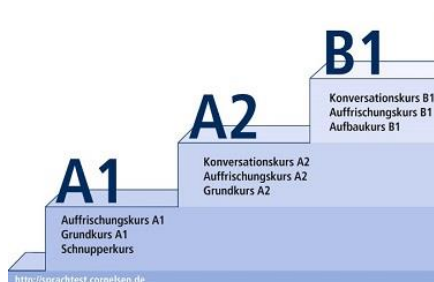 B1
Konversationskurs B1
Auffrischungskurs B1
Aufbaukurs B1
A2
Konversationskurs A2
Auffrischungskurs A2
Grundkurs A2
A1
Auffrischungskurs A1
Grundkurs A1
Schnupperkurs
http://sprachtest.cornelsen.de